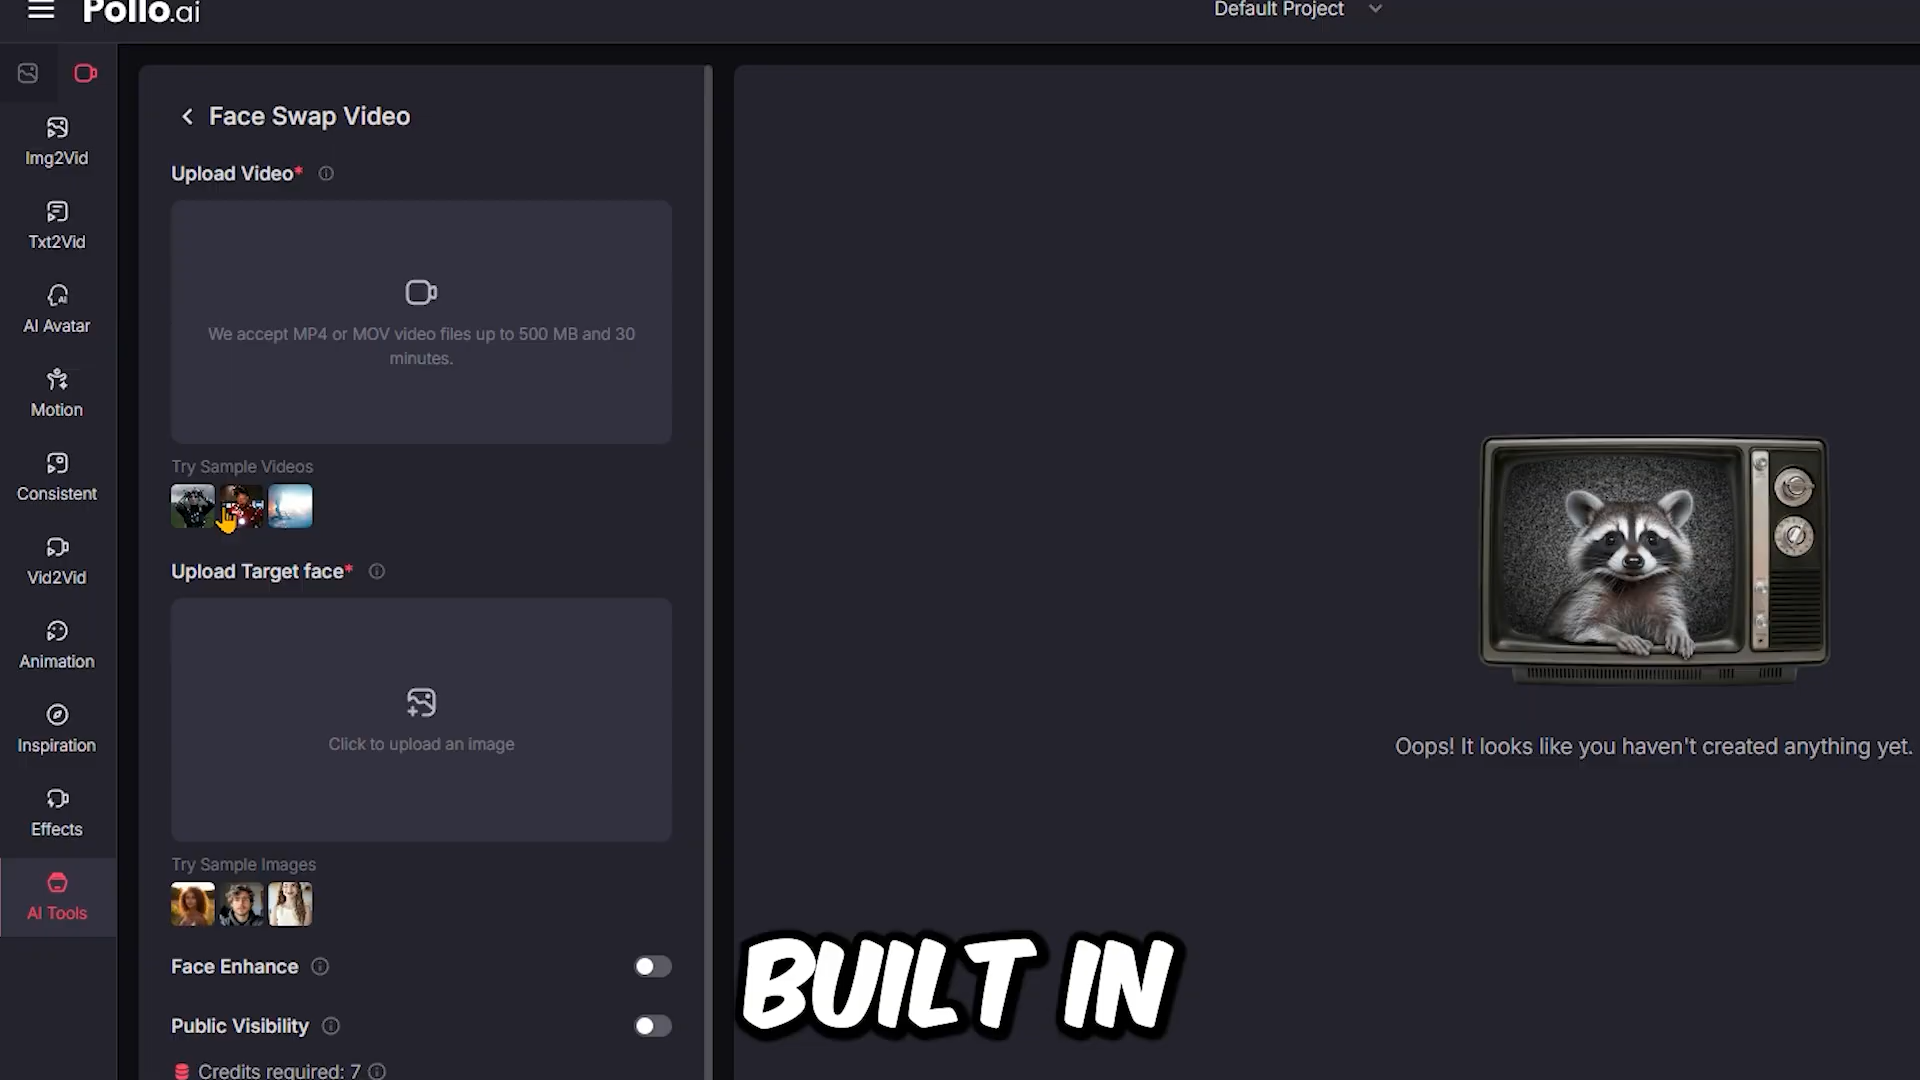 Pollo.ai
Default Project
Img2Vid
Txt2Vid
AI Avatar
Motion
Consistent
Vid2Vid
Animation
Inspiration
Effects
AI Tools
Face Swap Video
Upload Video*
We accept MP4 or MOV video files up to 500 MB and 30
minutes.
Try Sample Videos
Upload Target face*
Click to upload an image
Try Sample Images
Face Enhance
Public Visibility
Credits required: 7
Oops! It looks like you haven't created anything yet.
BUILT IN